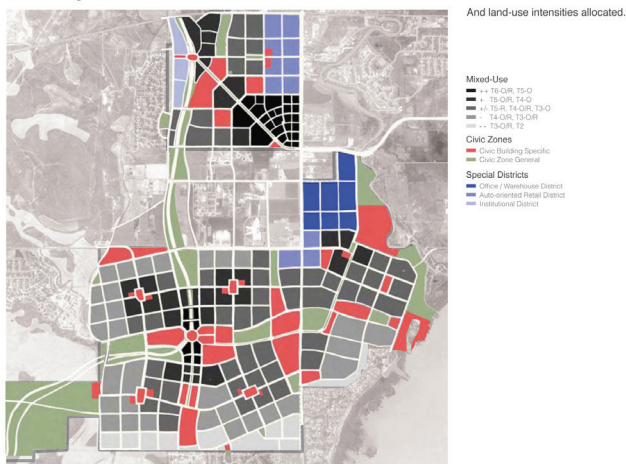 And land-use intensities allocated.
Mixed-Use
++ T6-O/R, T5-O
+ T5-O/R, T4-O
+/- T5-R, T4-O/R, T3-O
- T4-O/R, T3-O/R
- - T3-O/R, T2
Civic Zones
Civic Building Specific
Civic Zone General
Special Districts
Office / Warehouse District
Auto-oriented Retail District
Institutional District